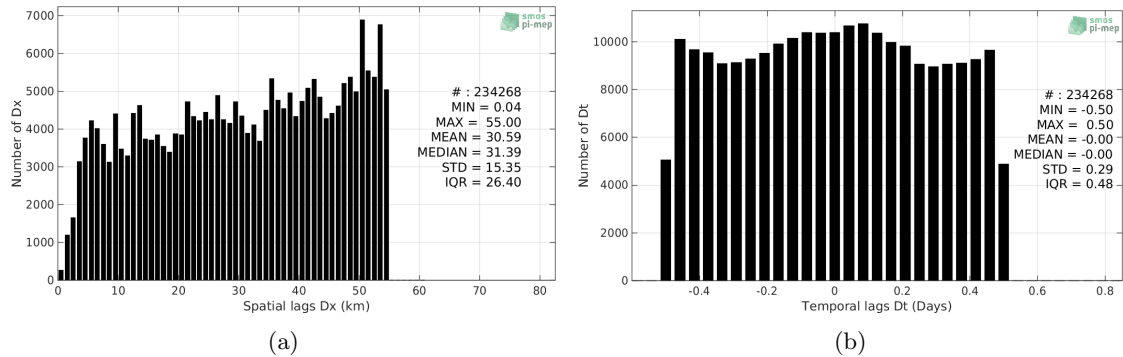 7000
6000
5000
4000
3000
2000
1000
0
Number of Dx
0 10 20 30 40 50 60 70 80
Spatial lags Dx (km)
smos
pi-mep
# : 234268
MIN = 0.04
MAX = 55.00
MEAN = 30.59
MEDIAN = 31.39
STD = 15.35
IQR = 26.40
(a)
10000
8000
6000
4000
2000
0
Number of Dt
-0.4 -0.2 0 0.2 0.4 0.6 0.8
Temporal lags Dt (Days)
smos
pi-mep
# : 234268
MIN = -0.50
MAX = 0.50
MEAN = -0.00
MEDIAN = -0.00
STD = 0.29
IQR = 0.48
(b)